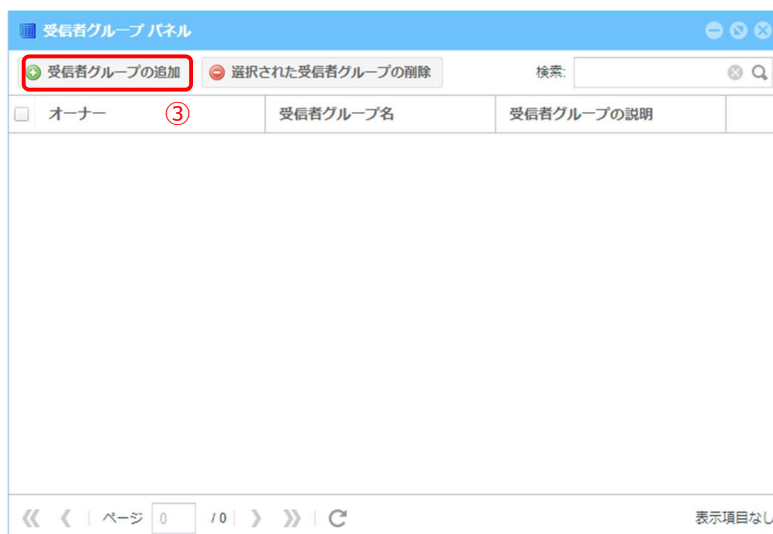 受信者グループ パネル
受信者グループの追加 選択された受信者グループの削除 検索:
オーナー ③ 受信者グループ名 受信者グループの説明
ページ 0 / 0 表示項目なし